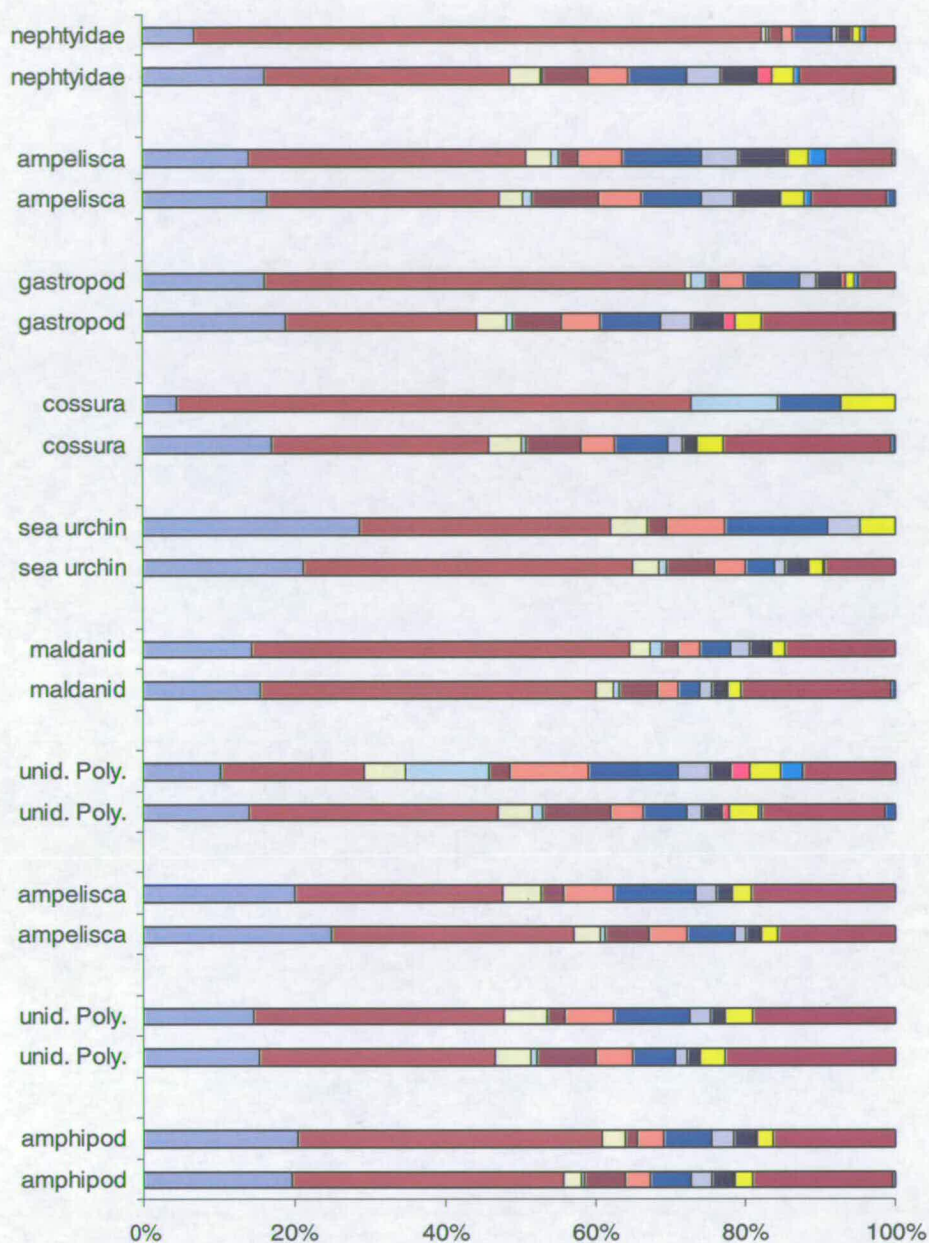 nephtyidae
nephtyidae
ampelisca
ampelisca
gastropod
gastropod
cossura
cossura
sea urchin
sea urchin
maldanid
maldanid
unid. Poly.
unid. Poly.
ampelisca
ampelisca
unid. Poly.
unid. Poly.
amphipod
amphipod
0% 20% 40% 60% 80% 100%